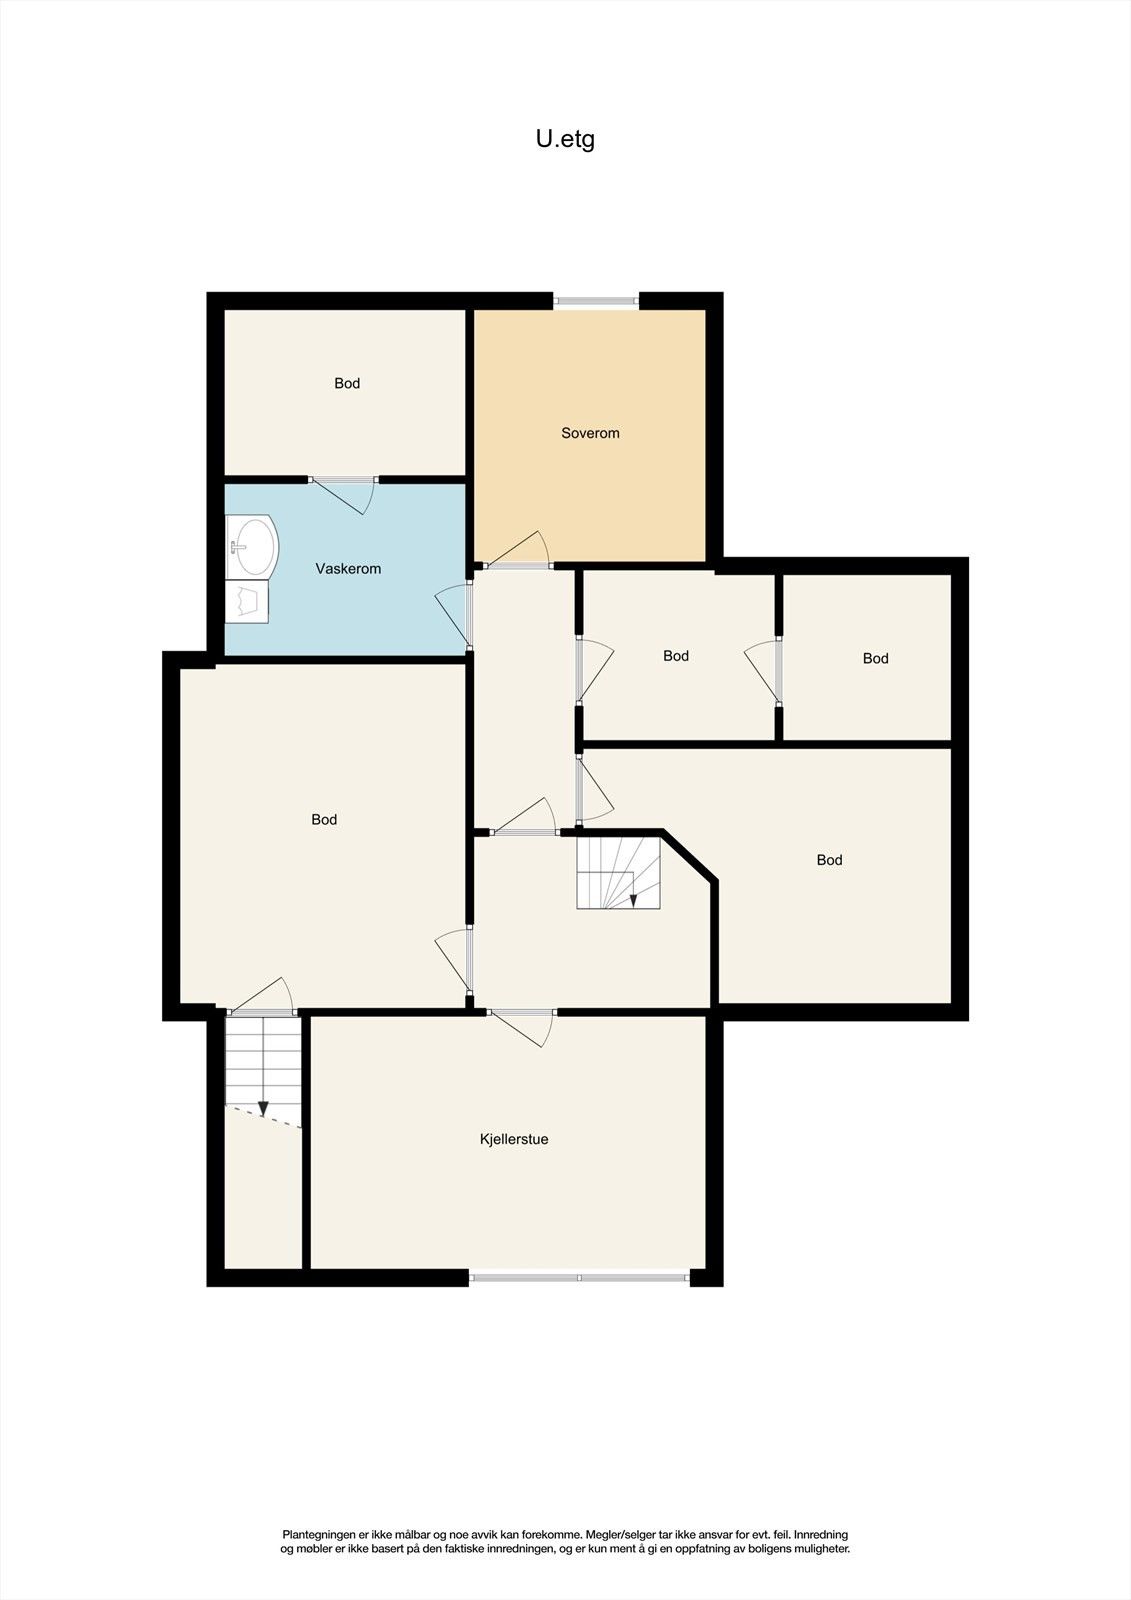 U.etg
Bod
Soverom
Vaskerom
Bod
Bod
Bod
Bod
Kjellerstue
Plantegningen er ikke målbar og noe avvik kan forekomme. Megler/selger tar ikke ansvar for evt. feil. Innredning
og møbler er ikke basert på den faktiske innredningen, og er kun ment å gi en oppfatning av boligens muligheter.